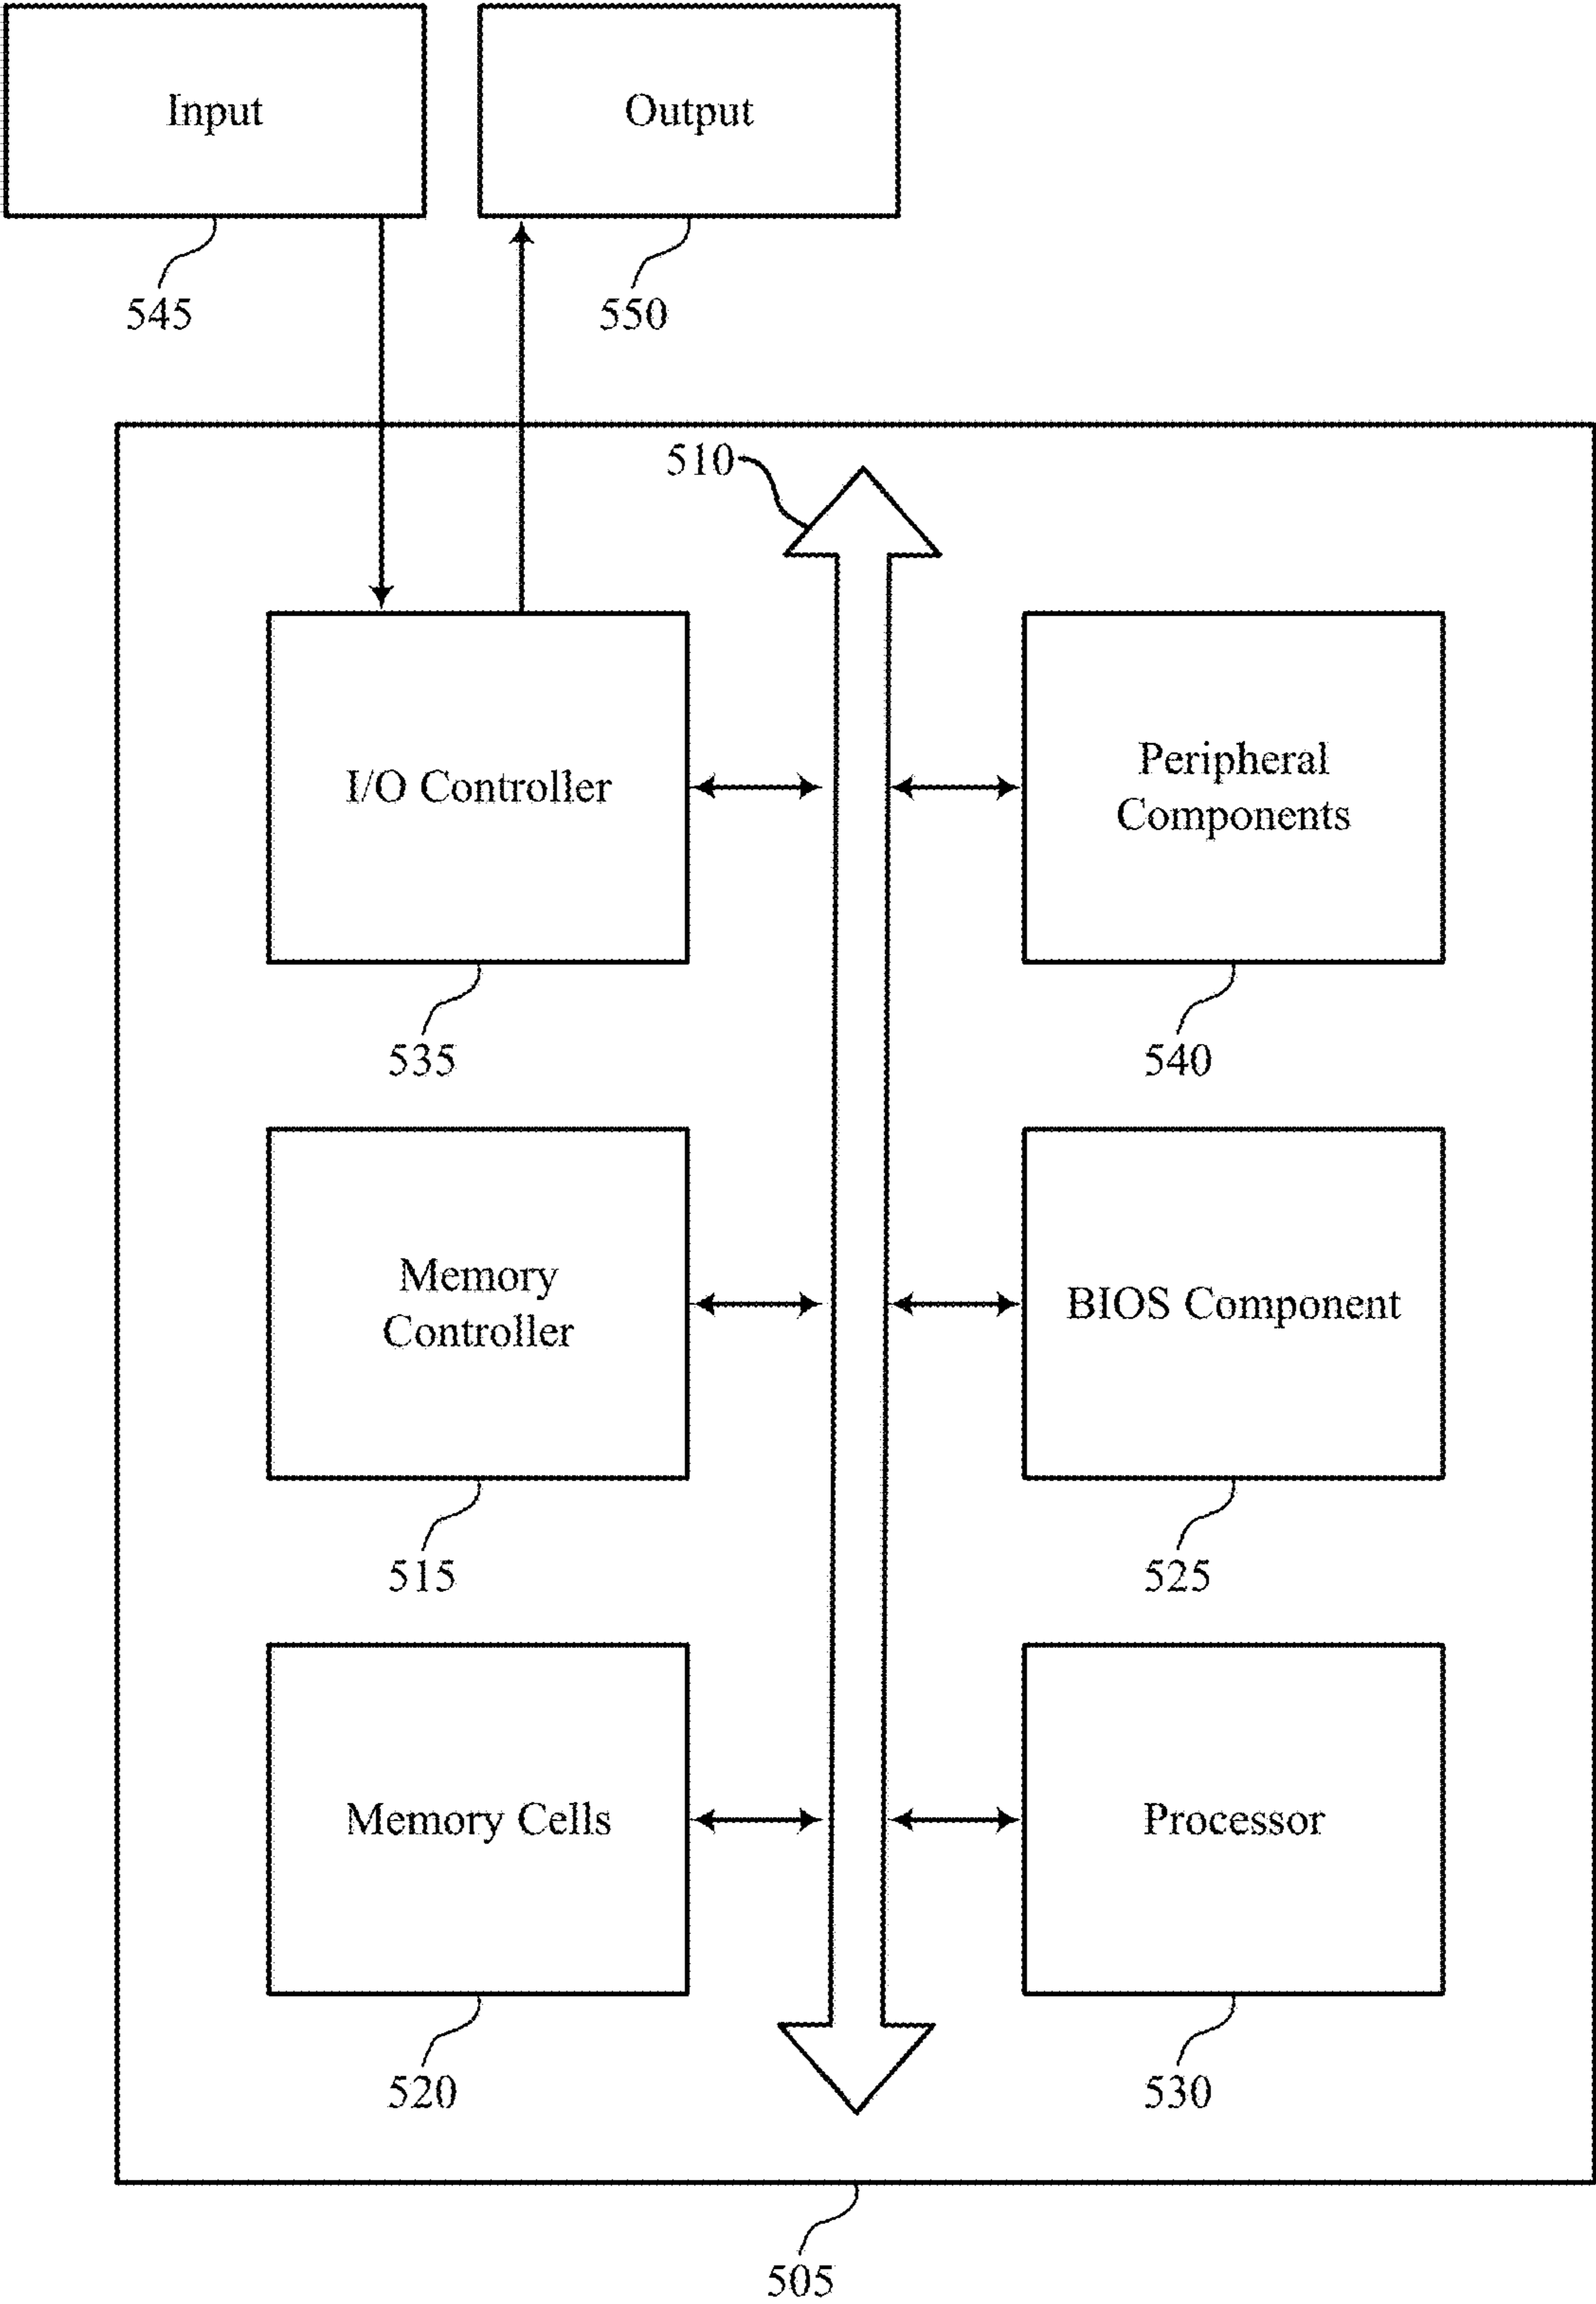 Input
Output
545
550
510
I/O Controller
Peripheral
Components
535
540
Memory
Controller
BIOS Component
515
525
Memory Cells
Processor
520
530
505